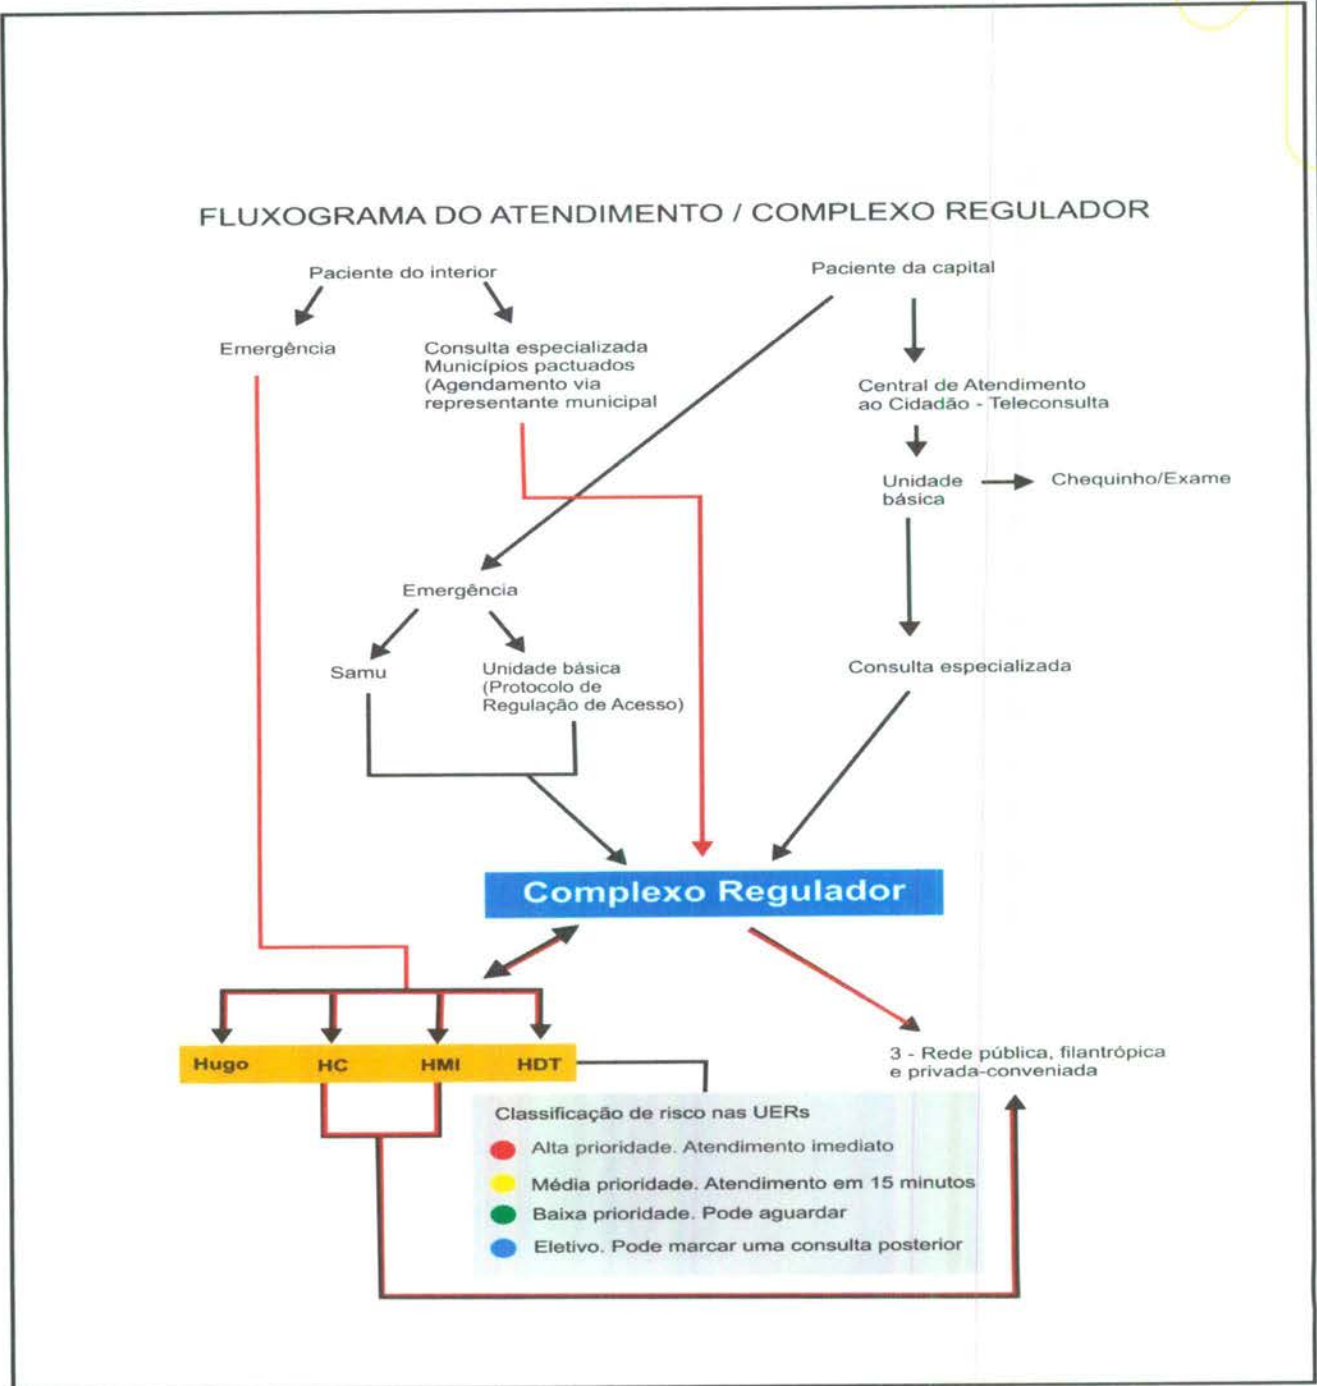 FLUXOGRAMA DO ATENDIMENTO / COMPLEXO REGULADOR
Paciente do interior
Paciente da capital
Emergência
Consulta especializada
Municípios pactuados
(Agendamento via
representante municipal
Central de Atendimento
ao Cidadão - Teleconsulta
Unidade
básica
Chequinho/Exame
Emergência
Samu
Unidade básica
(Protocolo de
Regulação de Acesso)
Consulta especializada
Complexo Regulador
Hugo HC HMI HDT
3 - Rede pública, filantrópica
e privada-conveniada
Classificação de risco nas UERs
Alta prioridade. Atendimento imediato
Média prioridade. Atendimento em 15 minutos
Baixa prioridade. Pode aguardar
Eletivo. Pode marcar uma consulta posterior